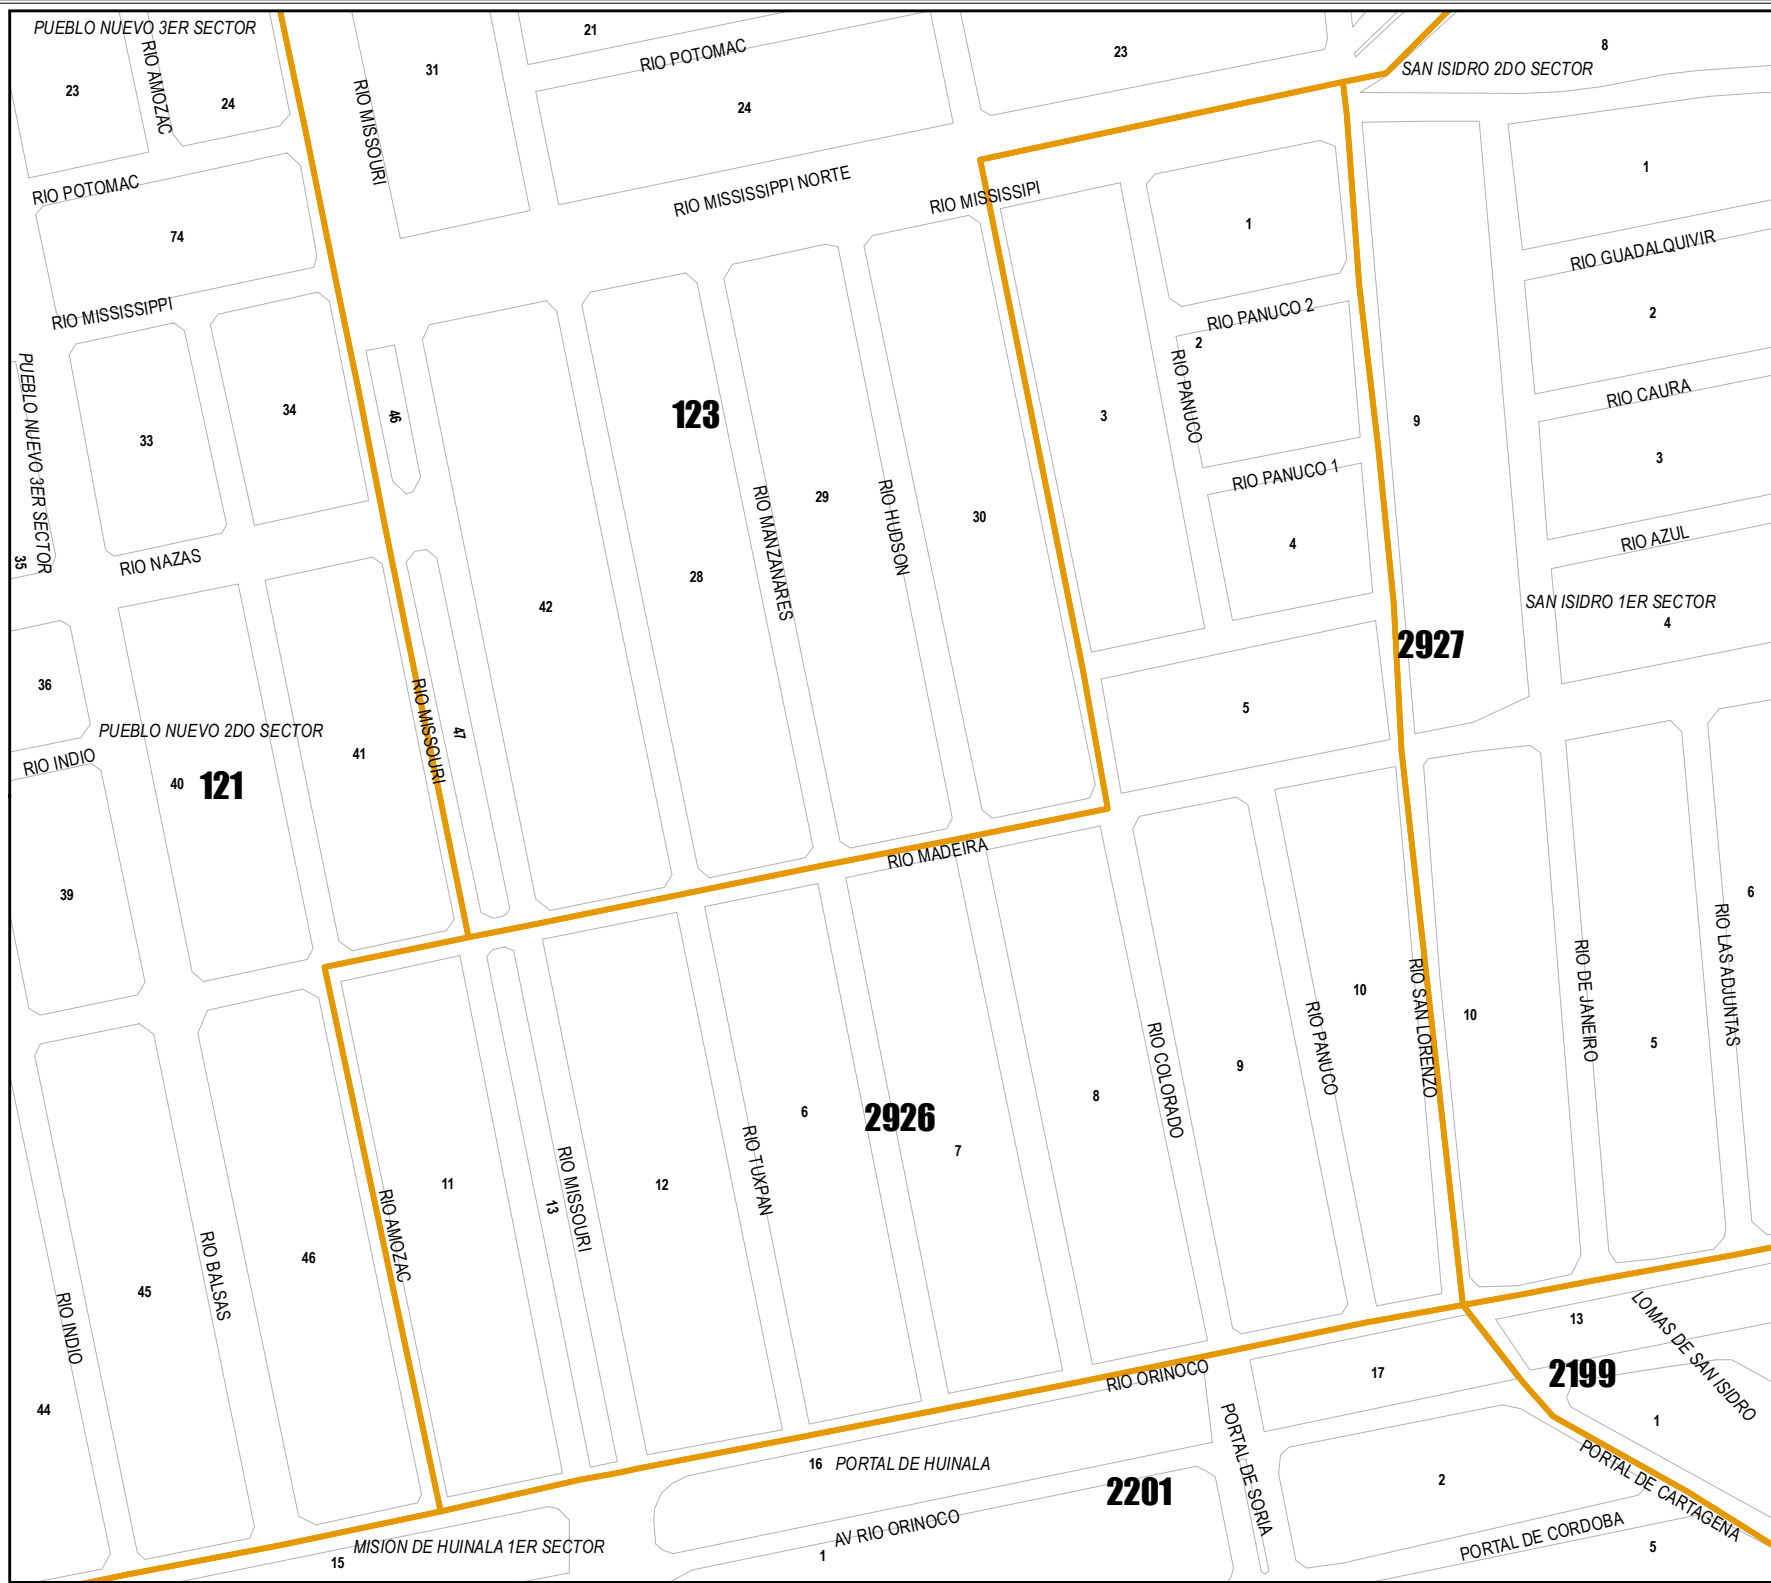 PUEBLO NUEVO 3ER SECTOR
21
RIO POTOMAC
23
8
RIO AMOZAC
31
SAN ISIDRO 2DO SECTOR
23
24
RIO MISSOURI
24
RIO POTOMAC
RIO MISSISSIPPI NORTE
RIO MISSISSIPI
1
74
1
RIO GUADALQUIVIR
RIO MISSISSIPPI
RIO PANUCO 2
2
2
PUEBLO NUEVO 3ER SECTOR
RIO PANUCO
RIO CAURA
33
34
46
123
3
9
3
RIO PANUCO 1
RIO MANZANARES
29
RIO HUDSON
30
RIO AZUL
35
RIO NAZAS
28
4
42
SAN ISIDRO 1ER SECTOR
4
2927
36
5
PUEBLO NUEVO 2DO SECTOR
RIO MISSOURI
47
41
RIO INDIO
40
121
RIO MADEIRA
39
6
RIO LAS ADJUNTAS
RIO DE JANEIRO
RIO SAN LORENZO
10
10
RIO PANUCO
5
RIO COLORADO
9
8
6
2926
7
RIO TUXPAN
12
RIO MISSOURI
13
11
RIO AMOZAC
46
RIO BALSAS
45
RIO INDIO
44
LOMAS DE SAN ISIDRO
13
17
2199
RIO ORINOCO
1
PORTAL DE SORIA
16
PORTAL DE HUINALA
2201
2
PORTAL DE CARTAGENA
AV RIO ORINOCO
PORTAL DE CORDOBA
MISION DE HUINALA 1ER SECTOR
15
1
5